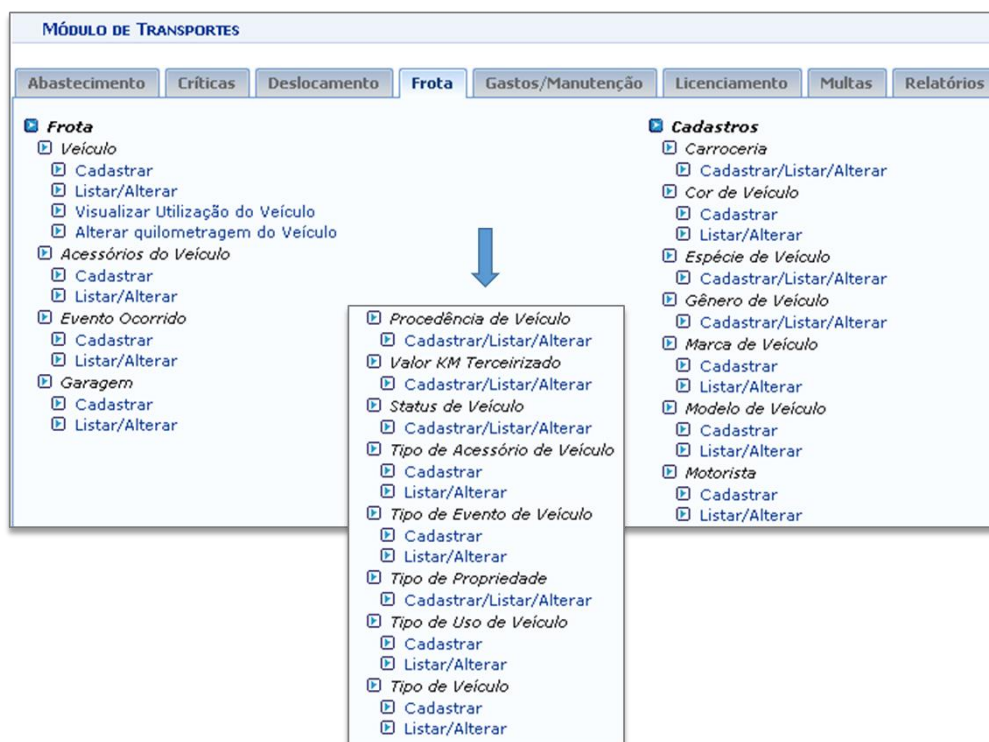 MÓDULO DE TRANSPORTES
Abastecimento Críticas Deslocamento Frota Gastos/Manutenção Licenciamento Multas Relatórios
Frota
Veículo
Cadastrar
Listar/Alterar
Visualizar Utilização do Veículo
Alterar quilometragem do Veículo
Acessórios do Veículo
Cadastrar
Listar/Alterar
Evento Ocorrido
Cadastrar
Listar/Alterar
Garagem
Cadastrar
Listar/Alterar
Procedência de Veículo
Cadastrar/Listar/Alterar
Valor KM Terceirizado
Cadastrar/Listar/Alterar
Status de Veículo
Cadastrar/Listar/Alterar
Tipo de Acessório de Veículo
Cadastrar
Listar/Alterar
Tipo de Evento de Veículo
Cadastrar
Listar/Alterar
Tipo de Propriedade
Cadastrar/Listar/Alterar
Tipo de Uso de Veículo
Cadastrar
Listar/Alterar
Tipo de Veículo
Cadastrar
Listar/Alterar
Cadastros
Carroceria
Cadastrar/Listar/Alterar
Cor de Veículo
Cadastrar
Listar/Alterar
Espécie de Veículo
Cadastrar/Listar/Alterar
Gênero de Veículo
Cadastrar/Listar/Alterar
Marca de Veículo
Cadastrar
Listar/Alterar
Modelo de Veículo
Cadastrar
Listar/Alterar
Motorista
Cadastrar
Listar/Alterar